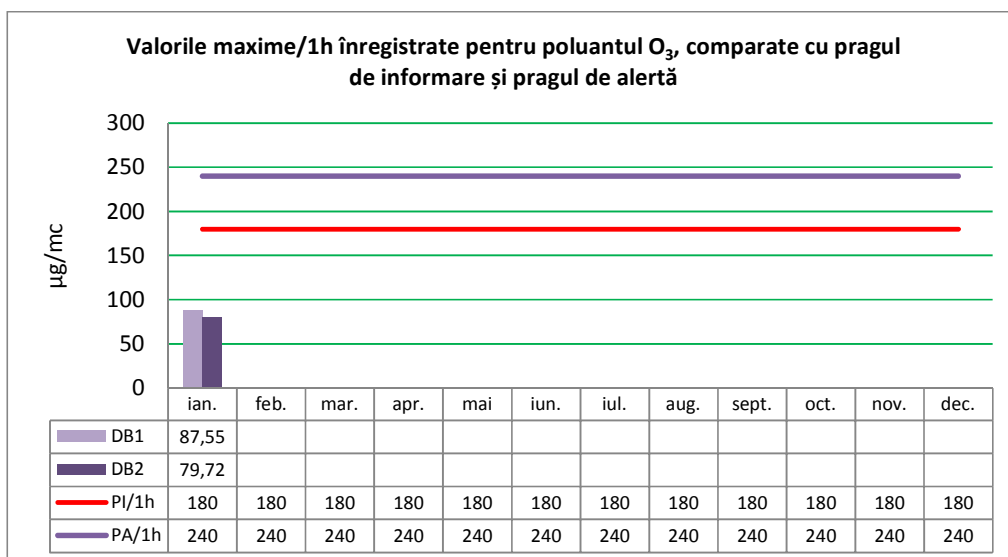 Valorile maxime/1h înregistrate pentru poluantul O₃, comparate cu pragul
de informare și pragul de alertă
300
250
200
150
100
50
0
µg/mc
ian. feb. mar. apr. mai iun. iul. aug. sept. oct. nov. dec.
DB1 87,55
DB2 79,72
PI/1h 180 180 180 180 180 180 180 180 180 180 180 180
PA/1h 240 240 240 240 240 240 240 240 240 240 240 240